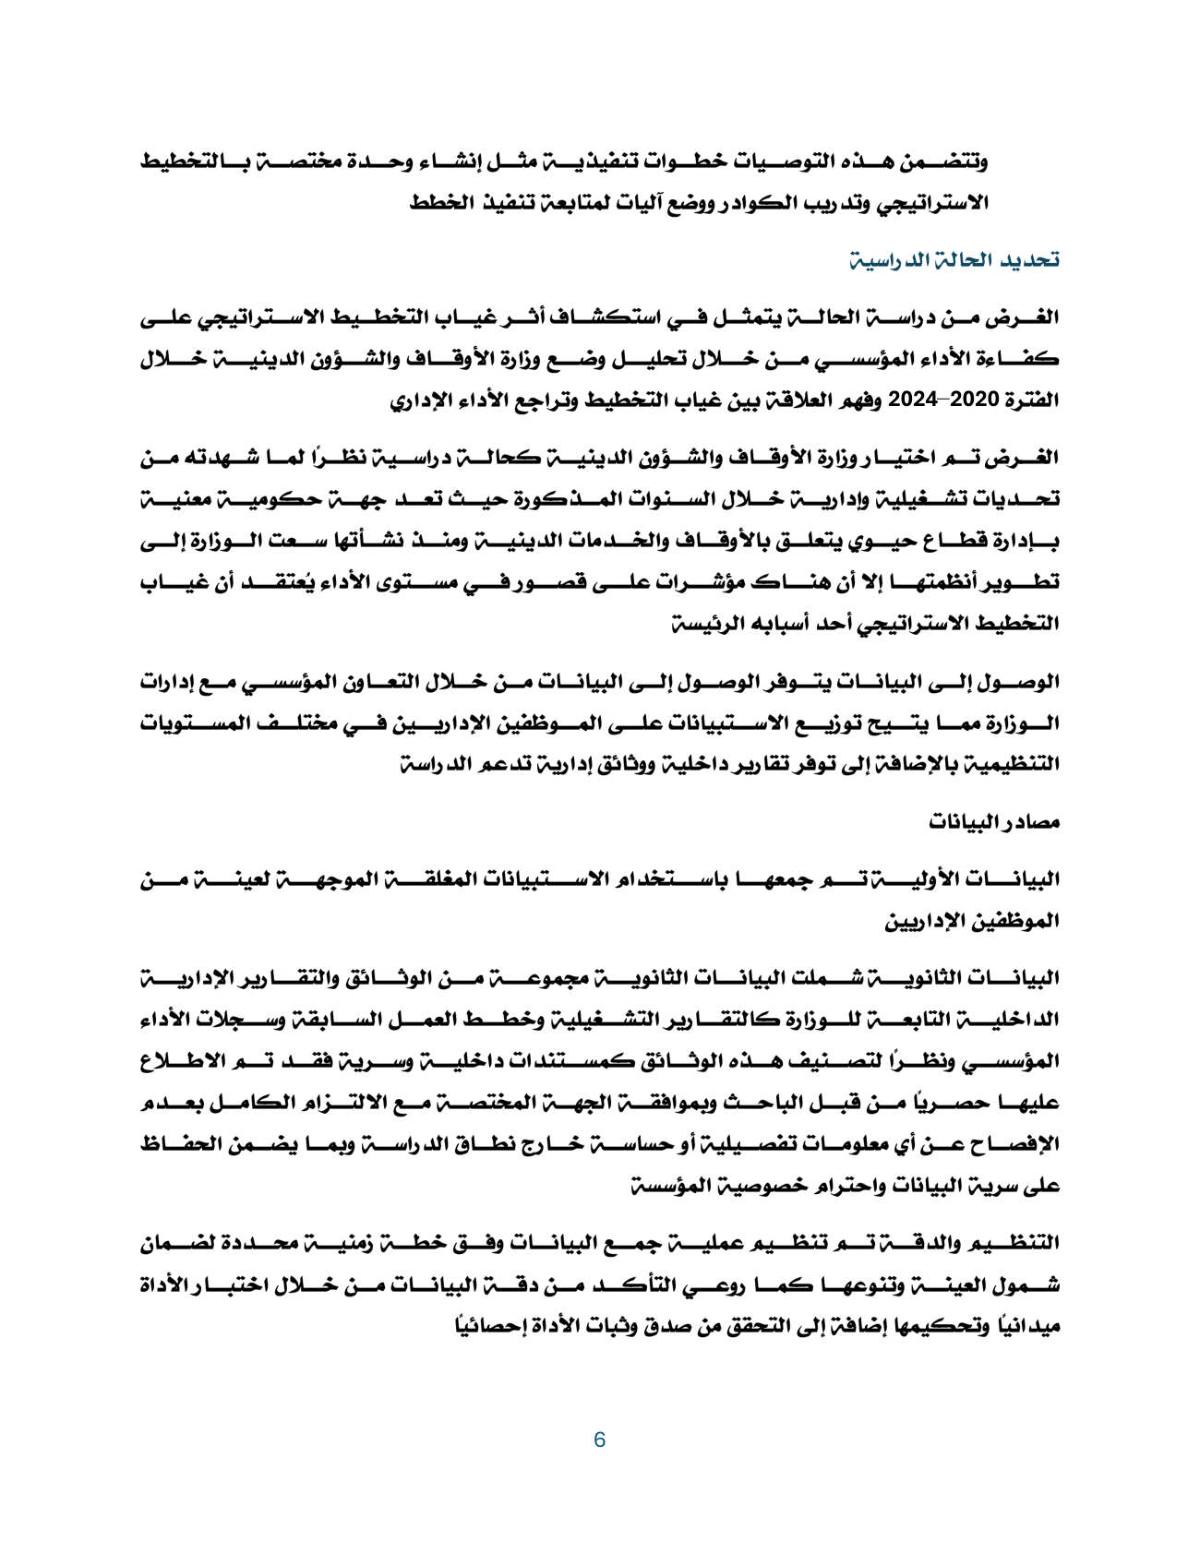 وتتضمن هذه التوصيات خطوات تنفيذية مثل إنشاء وحدة مختصة بالتخطيط
الاستراتيجي وتدريب الكوادر ووضع آليات لمتابعة تنفيذ الخطط
تحديد الحالة الدراسية
الغرض من دراسة الحالة يتمثل في استكشاف أثر غياب التخطيط الاستراتيجي على
كفاءة الأداء المؤسسي من خلال تحليل وضع وزارة الأوقاف والشؤون الدينية خلال
الفترة 2020–2024 وفهم العلاقة بين غياب التخطيط وتراجع الأداء الإداري
الغرض تم اختيار وزارة الأوقاف والشؤون الدينية كحالة دراسية نظرًا لما شهدته من
تحديات تشغيلية وإدارية خلال السنوات المذكورة حيث تعد جهة حكومية معنية
بإدارة قطاع حيوي يتعلق بالأوقاف والخدمات الدينية ومنذ نشأتها سعت الوزارة إلى
تطوير أنظمتها إلا أن هناك مؤشرات على قصور في مستوى الأداء يُعتقد أن غياب
التخطيط الاستراتيجي أحد أسبابه الرئيسة
الوصول إلى البيانات يتوفر الوصول إلى البيانات من خلال التعاون المؤسسي مع إدارات
الوزارة مما يتيح توزيع الاستبيانات على الموظفين الإداريين في مختلف المستويات
التنظيمية بالإضافة إلى توفر تقارير داخلية ووثائق إدارية تدعم الدراسة
مصادر البيانات
البيانات الأولية تم جمعها باستخدام الاستبيانات المغلقة الموجهة لعينة من
الموظفين الإداريين
البيانات الثانوية شملت البيانات الثانوية مجموعة من الوثائق والتقارير الإدارية
الداخلية التابعة للوزارة كالتقارير التشغيلية وخطط العمل السابقة وسجلات الأداء
المؤسسي ونظرًا لتصنيف هذه الوثائق كمستندات داخلية وسرية فقد تم الاطلاع
عليها حصريًا من قبل الباحث وبموافقة الجهة المختصة مع الالتزام الكامل بعدم
الإفصاح عن أي معلومات تفصيلية أو حساسة خارج نطاق الدراسة وبما يضمن الحفاظ
على سرية البيانات واحترام خصوصية المؤسسة
التنظيم والدقة تم تنظيم عملية جمع البيانات وفق خطة زمنية محددة لضمان
شمول العينة وتنوعها كما روعي التأكد من دقة البيانات من خلال اختبار الأداة
ميدانيًا وتحكيمها إضافة إلى التحقق من صدق وثبات الأداة إحصائيًا
6